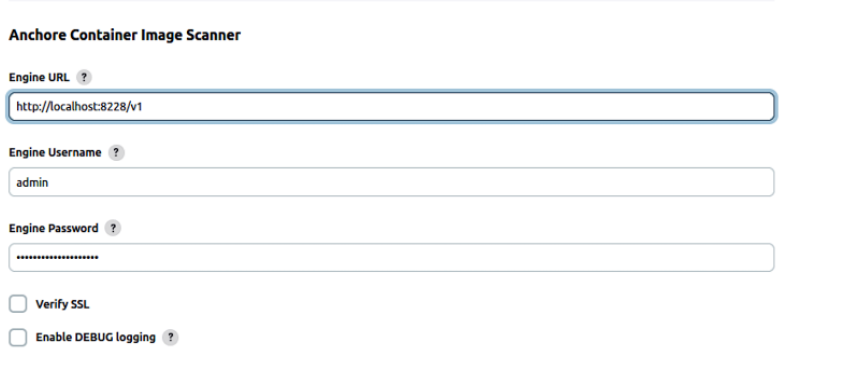 Anchore Container Image Scanner
Engine URL ?
http://localhost:8228/v1
Engine Username ?
admin
Engine Password ?
••••••••••••••••••••
Verify SSL
Enable DEBUG logging ?